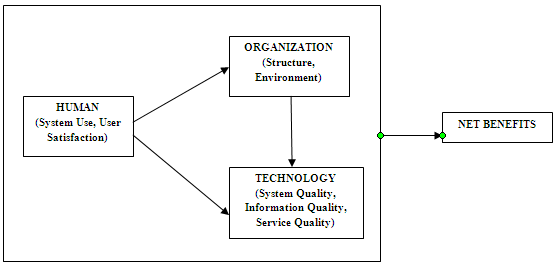 ORGANIZATION
(Structure,
Environment)
HUMAN
(System Use, User
Satisfaction)
NET BENEFITS
TECHNOLOGY
(System Quality,
Information Quality,
Service Quality)